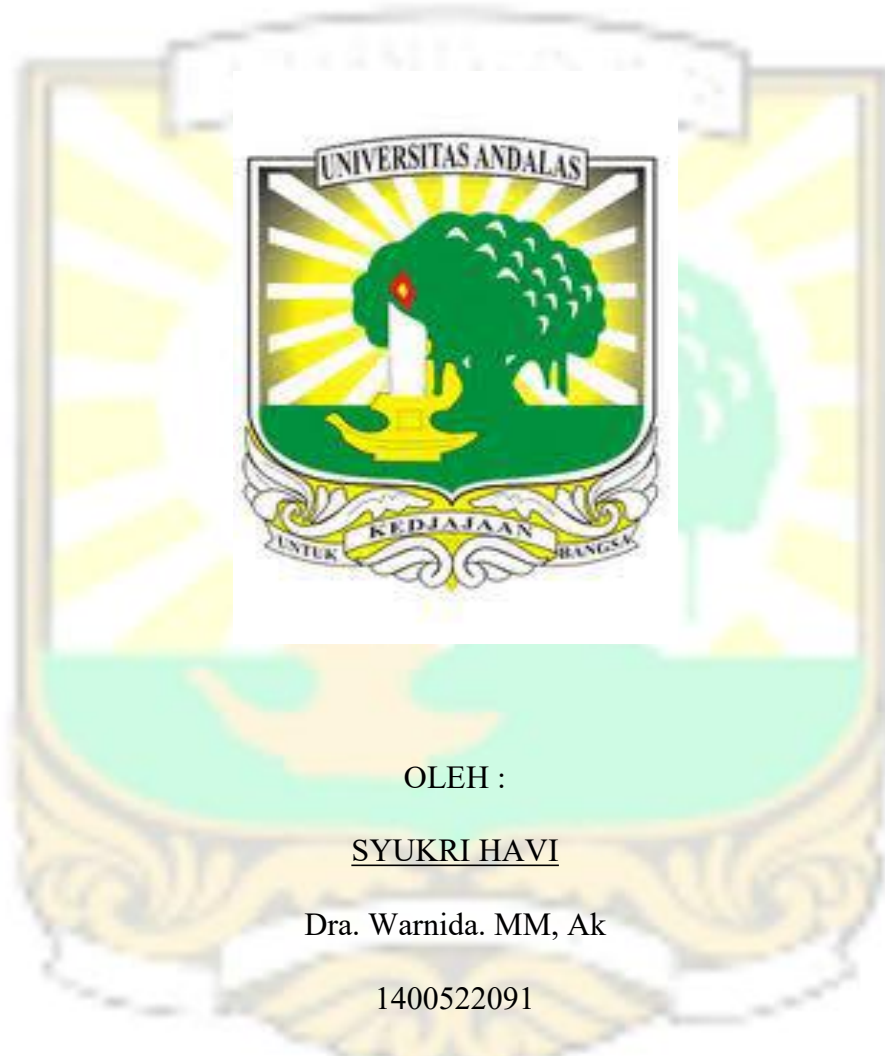 UNIVERSITAS ANDALAS
UNTUK KEDJAJAAN BANGSA
OLEH :
SYUKRI HAVI
Dra. Warnida. MM, Ak
1400522091